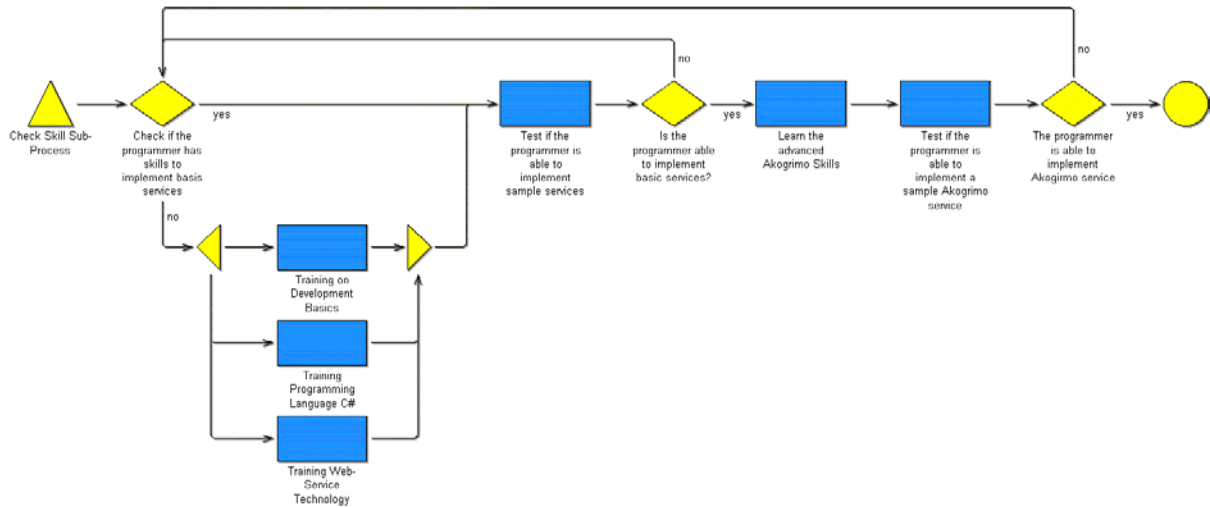 no
no
yes
yes
yes
Check Skill Sub-
Process
Check if the
programmer has
skills to
implement basis
services
Test if the
programmer is
able to
implement
sample services
Is the
programmer able
to implement
basic services?
Learn the
advanced
Akogrimo Skills
Test if the
programmer is
able to
implement a
sample Akogrimo
service
The programmer
is able to
implement
Akogrimo service
no
Training on
Development
Basics
Training
Programming
Language C#
Training Web-
Service
Technology